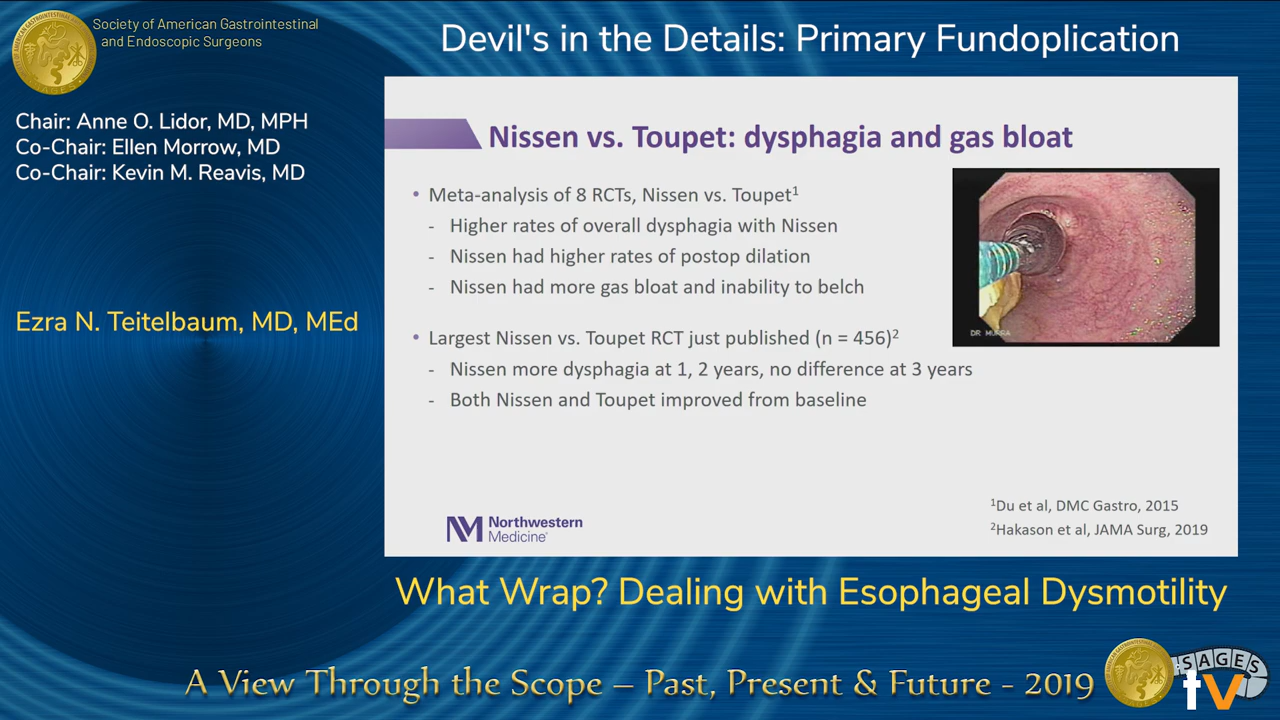 Society of American Gastrointestinal
and Endoscopic Surgeons
Devil's in the Details: Primary Fundoplication
Chair: Anne O. Lidor, MD, MPH
Co-Chair: Ellen Morrow, MD
Co-Chair: Kevin M. Reavis, MD
Ezra N. Teitelbaum, MD, MEd
Nissen vs. Toupet: dysphagia and gas bloat
• Meta-analysis of 8 RCTs, Nissen vs. Toupet¹
- Higher rates of overall dysphagia with Nissen
- Nissen had higher rates of postop dilation
- Nissen had more gas bloat and inability to belch
• Largest Nissen vs. Toupet RCT just published (n = 456)²
- Nissen more dysphagia at 1, 2 years, no difference at 3 years
- Both Nissen and Toupet improved from baseline
¹Du et al, DMC Gastro, 2015
²Hakason et al, JAMA Surg, 2019
NM Northwestern
Medicine®
What Wrap? Dealing with Esophageal Dysmotility
A View Through the Scope – Past, Present & Future - 2019
SAGES
tv